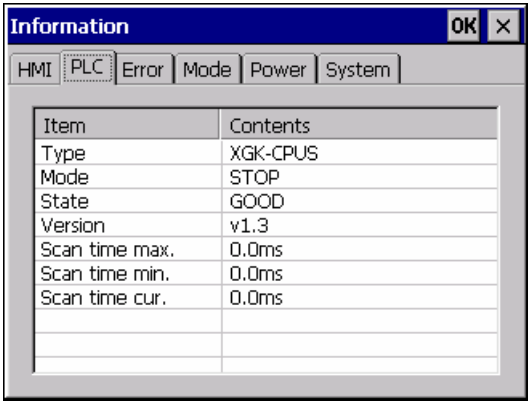 Information OK ×
HMI PLC Error Mode Power System
Item Contents
Type XGK-CPUS
Mode STOP
State GOOD
Version v1.3
Scan time max. 0.0ms
Scan time min. 0.0ms
Scan time cur. 0.0ms